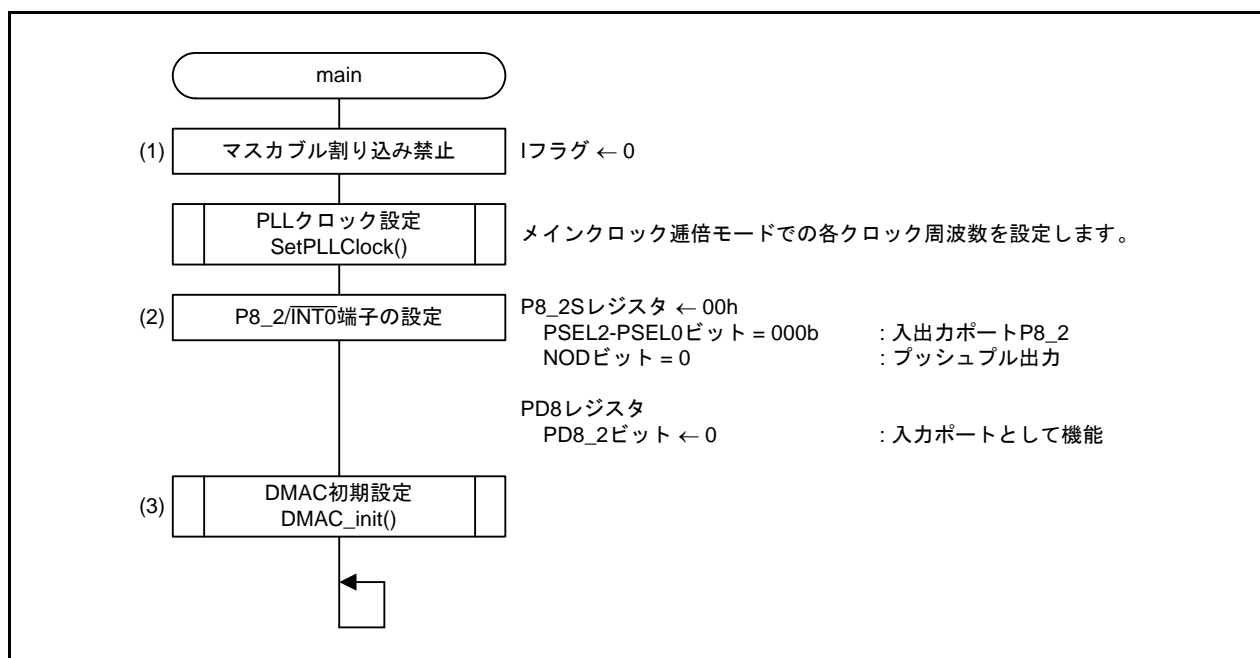 main
(1) マスカブル割り込み禁止 Iフラグ ← 0
PLLクロック設定
SetPLLClock()
メインクロック逓倍モードでの各クロック周波数を設定します。
(2) P8_2/INT0端子の設定
P8_2Sレジスタ ← 00h
PSEL2-PSEL0ビット = 000b : 入出力ポートP8_2
NODビット = 0 : プッシュプル出力
PD8レジスタ
PD8_2ビット ← 0 : 入力ポートとして機能
(3) DMAC初期設定
DMAC_init()